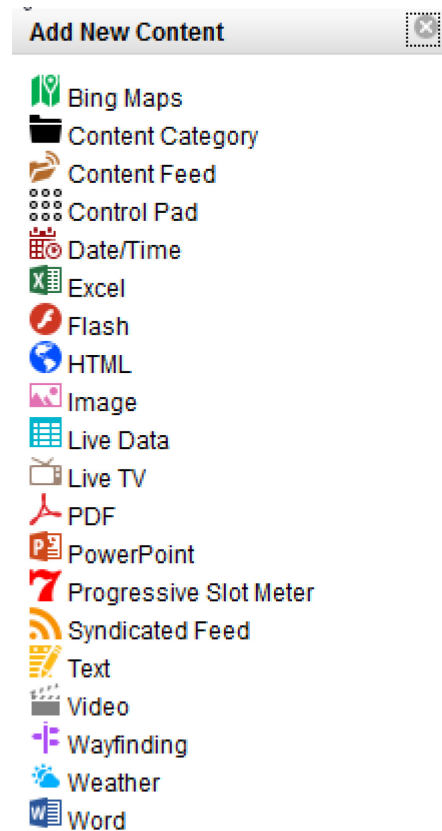 Add New Content
Bing Maps
Content Category
Content Feed
Control Pad
Date/Time
Excel
Flash
HTML
Image
Live Data
Live TV
PDF
PowerPoint
Progressive Slot Meter
Syndicated Feed
Text
Video
Wayfinding
Weather
Word